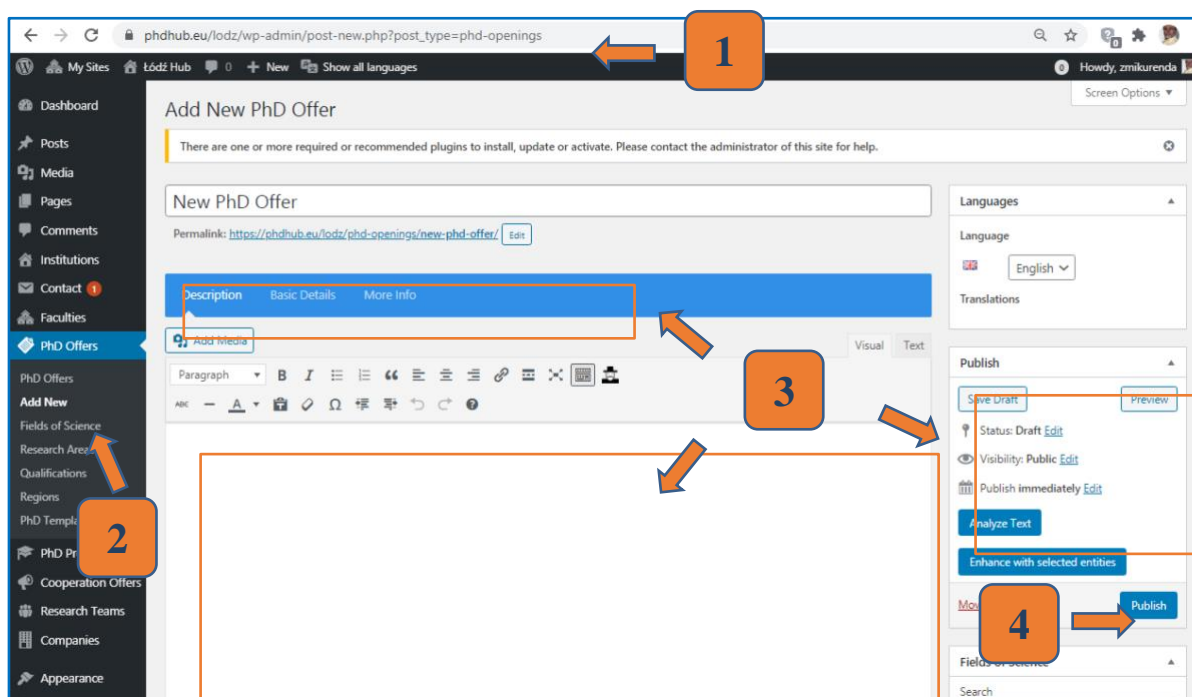 phdhub.eu/lodz/wp-admin/post-new.php?post_type=phd-openings
1
My Sites Łódź Hub 0 + New Show all languages
0 Howdy, zmikurenda
Screen Options
Dashboard
Posts
Media
Pages
Comments
Institutions
Contact 1
Faculties
PhD Offers
PhD Offers
Add New
Fields of Science
Research
Qualifications
Regions
PhD
2
PhD
Cooperation Offers
Research Teams
Companies
Appearance
Add New PhD Offer
There are one or more required or recommended plugins to install, update or activate. Please contact the administrator of this site for help.
New PhD Offer
Permalink: https://phdhub.eu/lodz/phd-openings/new-phd-offer/ Edit
Description Basic Details More Info
Add Media
Visual Text
Paragraph B I
ABC A Ω
3
Languages
Language
English
Translations
Publish
Save Draft Preview
Status: Draft Edit
Visibility: Public Edit
Publish immediately Edit
Analyze Text
Enhance with selected entities
4
Publish
Fields of Science
Search